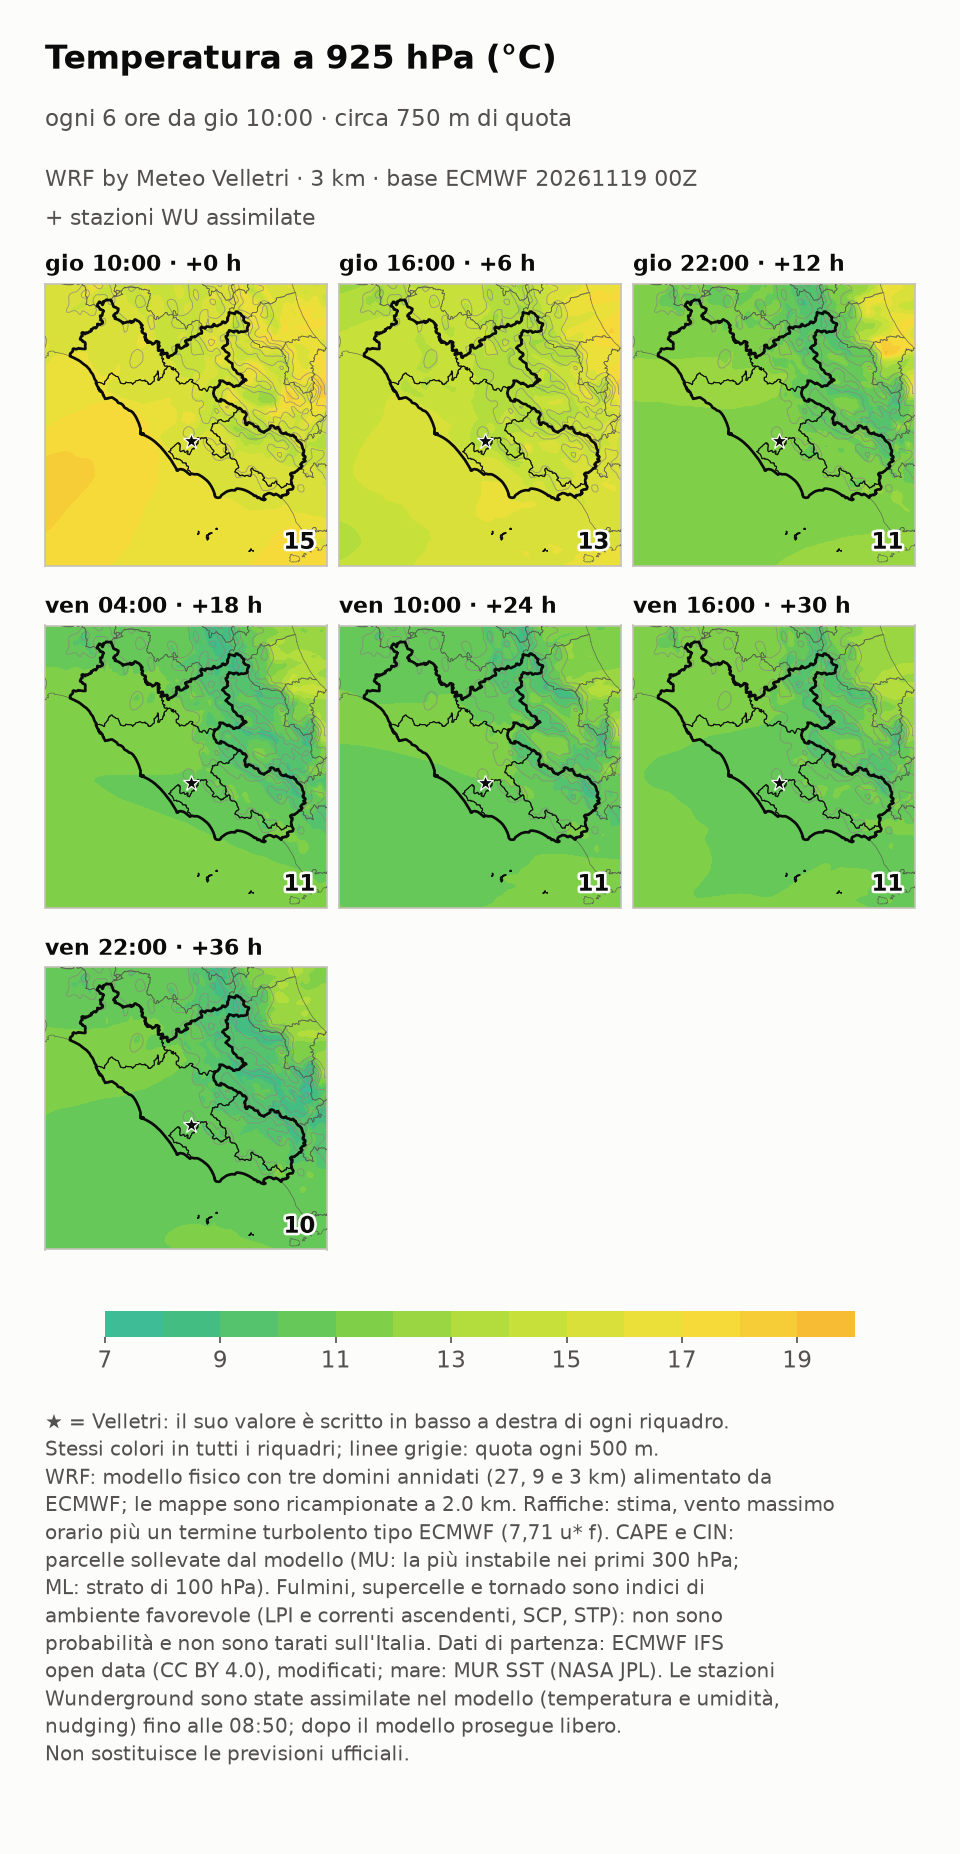 Temperatura a 925 hPa (°C)
ogni 6 ore da gio 10:00 · circa 750 m di quota
WRF by Meteo Velletri · 3 km · base ECMWF 20261119 00Z
+ stazioni WU assimilate
gio 10:00 · +0 h
gio 16:00 · +6 h
gio 22:00 · +12 h
15
13
11
ven 04:00 · +18 h
ven 10:00 · +24 h
ven 16:00 · +30 h
11
11
11
ven 22:00 · +36 h
10
7 9 11 13 15 17 19
★ = Velletri: il suo valore è scritto in basso a destra di ogni riquadro.
Stessi colori in tutti i riquadri; linee grigie: quota ogni 500 m.
WRF: modello fisico con tre domini annidati (27, 9 e 3 km) alimentato da
ECMWF; le mappe sono ricampionate a 2.0 km. Raffiche: stima, vento massimo
orario più un termine turbolento tipo ECMWF (7,71 u* f). CAPE e CIN:
parcelle sollevate dal modello (MU: la più instabile nei primi 300 hPa;
ML: strato di 100 hPa). Fulmini, supercelle e tornado sono indici di
ambiente favorevole (LPI e correnti ascendenti, SCP, STP): non sono
probabilità e non sono tarati sull'Italia. Dati di partenza: ECMWF IFS
open data (CC BY 4.0), modificati; mare: MUR SST (NASA JPL). Le stazioni
Wunderground sono state assimilate nel modello (temperatura e umidità,
nudging) fino alle 08:50; dopo il modello prosegue libero.
Non sostituisce le previsioni ufficiali.